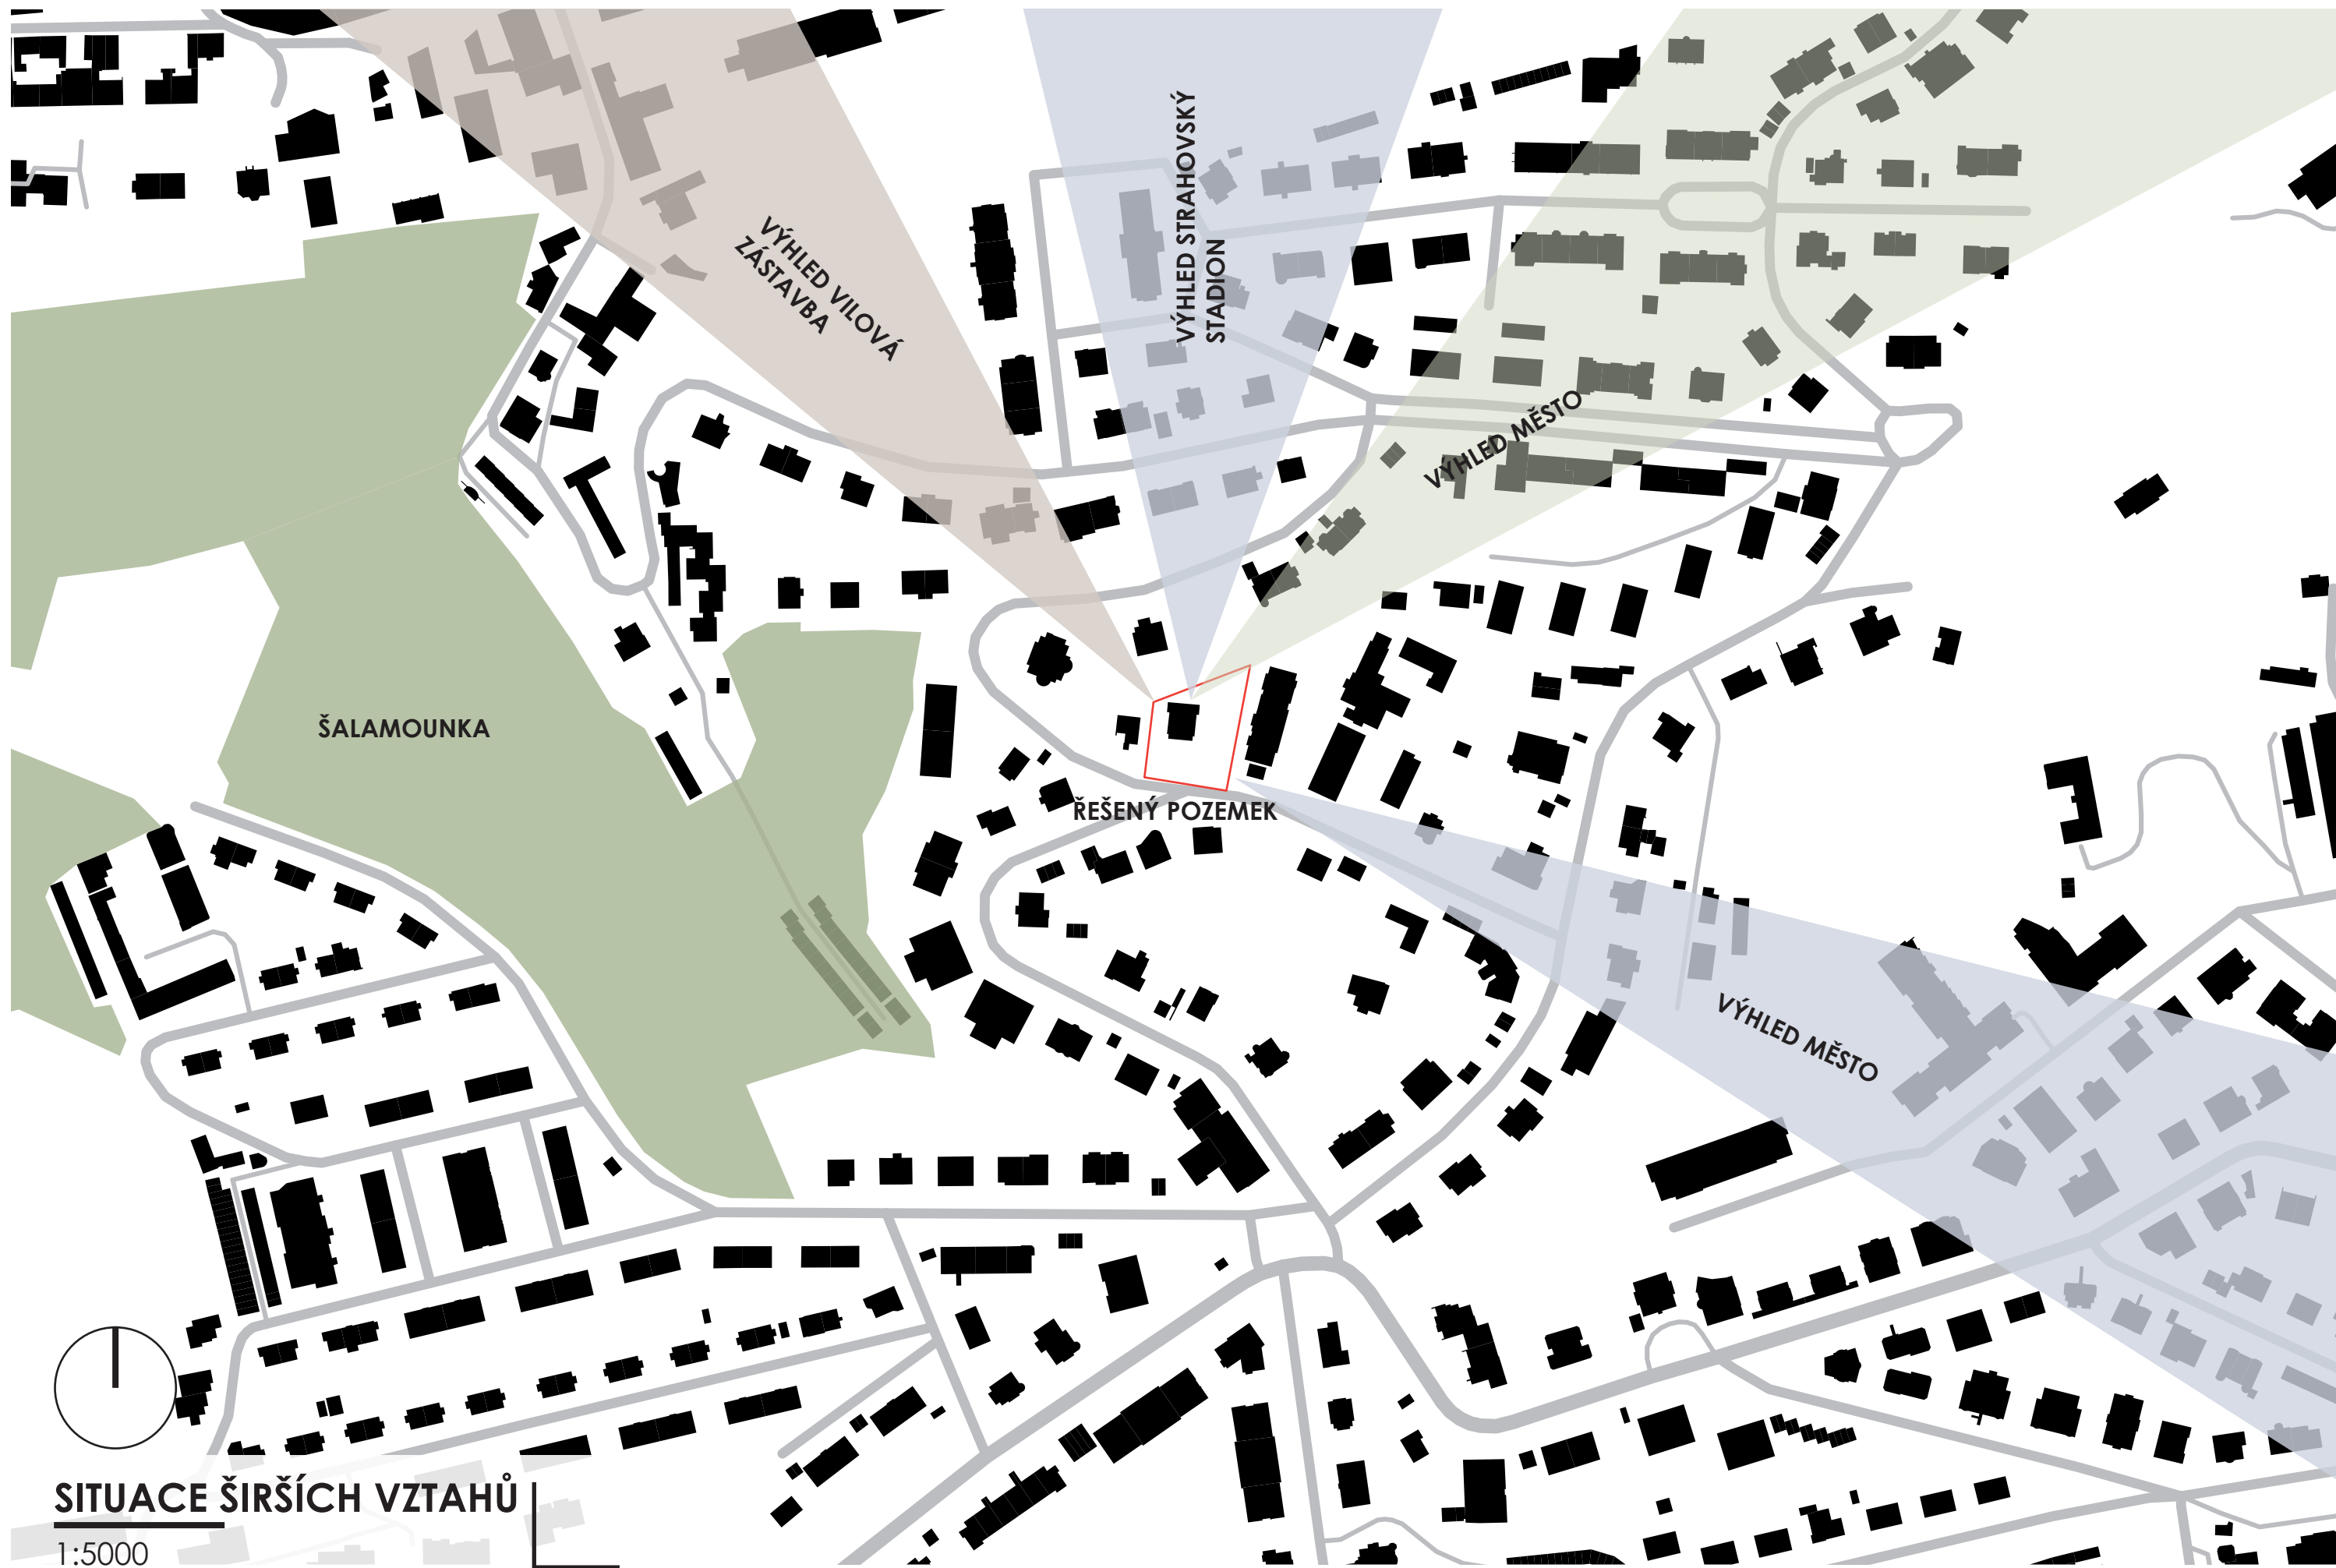 VÝHLED STRAHOVSKÝ
STADION
VÝHLED VILOVÁ
ZÁSTAVBA
VÝHLED MĚSTO
ŠALAMOUNKA
ŘEŠENÝ POZEMEK
VÝHLED MĚSTO
SITUACE ŠIRŠÍCH VZTAHŮ
1:5000